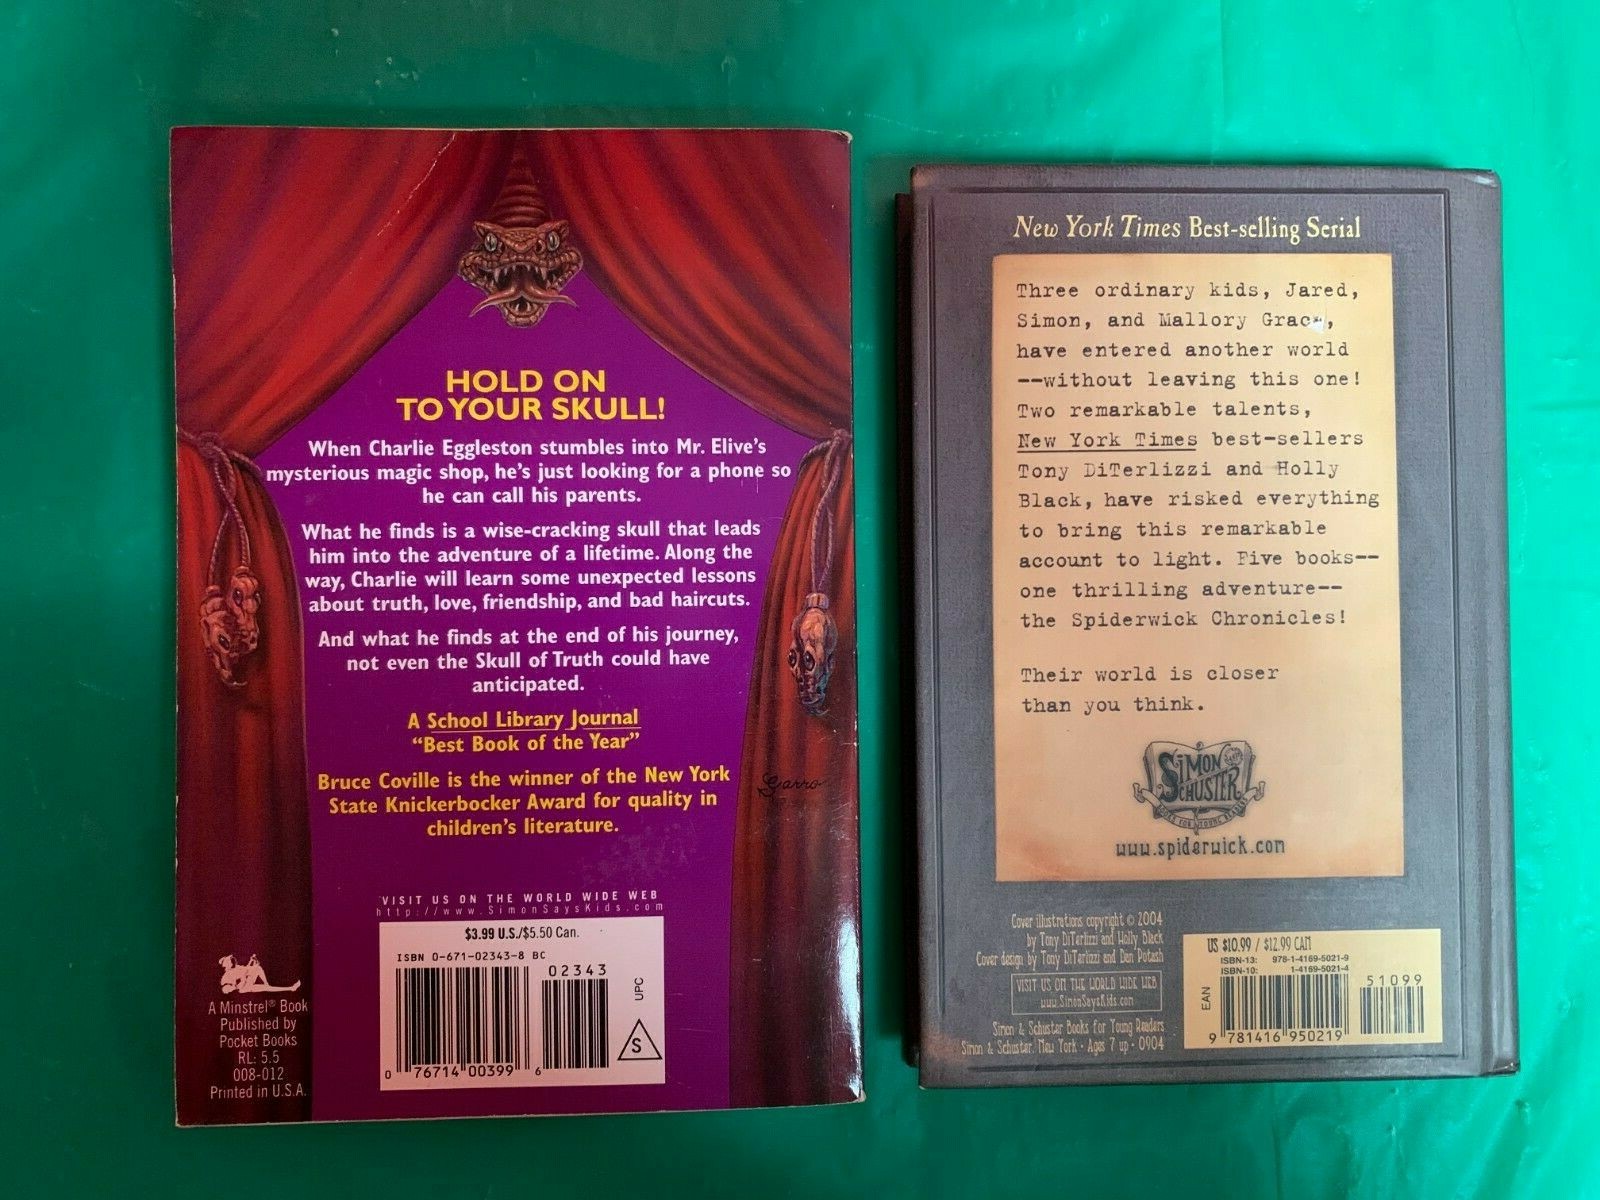 HOLD ON
TO YOUR SKULL!
When Charlie Eggleston stumbles into Mr. Elive's
mysterious magic shop, he's just looking for a phone so
he can call his parents.
What he finds is a wise-cracking skull that leads
him into the adventure of a lifetime. Along the
way, Charlie will learn some unexpected lessons
about truth, love, friendship, and bad haircuts.
And what he finds at the end of his journey,
not even the Skull of Truth could have
anticipated.
A School Library Journal
"Best Book of the Year"
Bruce Coville is the winner of the New York
State Knickerbocker Award for quality in
children's literature.
Garro
VISIT US ON THE WORLD WIDE WEB
http://www.SimonSaysKids.com
$3.99 U.S./$5.50 Can.
ISBN 0-671-02343-8 BC
02343
UPC
S
0 76714 00399 6
A Minstrel® Book
Published by
Pocket Books
RL: 5.5
008-012
Printed in U.S.A.
New York Times Best-selling Serial
Three ordinary kids, Jared,
Simon, and Mallory Grace,
have entered another world
--without leaving this one!
Two remarkable talents,
New York Times best-sellers
Tony DiTerlizzi and Holly
Black, have risked everything
to bring this remarkable
account to light. Five books--
one thrilling adventure--
the Spiderwick Chronicles!
Their world is closer
than you think.
SIMON
SCHUSTER
BOOKS FOR YOUNG READERS
www.spiderwick.com
Cover illustrations copyright © 2004
by Tony DiTerlizzi and Holly Black
Cover design by Tony DiTerlizzi and Dan Potash
VISIT US ON THE WORLD WIDE WEB
www.SimonSaysKids.com
Simon & Schuster Books for Young Readers
Simon & Schuster, New York • Ages 7 up • 0904
US $10.99 / $12.99 CAN
ISBN-13: 978-1-4169-5021-9
ISBN-10: 1-4169-5021-4
51099
EAN
9 781416 950219